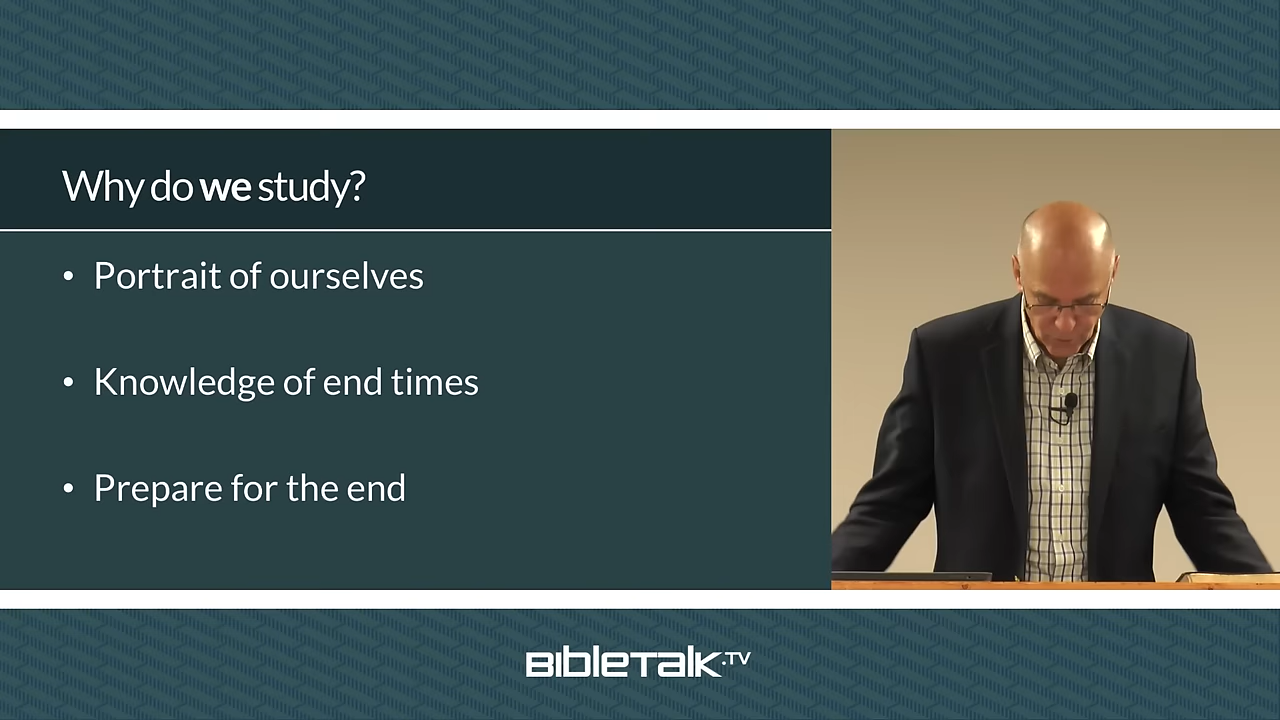 Why do we study?
• Portrait of ourselves
• Knowledge of end times
• Prepare for the end
BibleTalk.TV